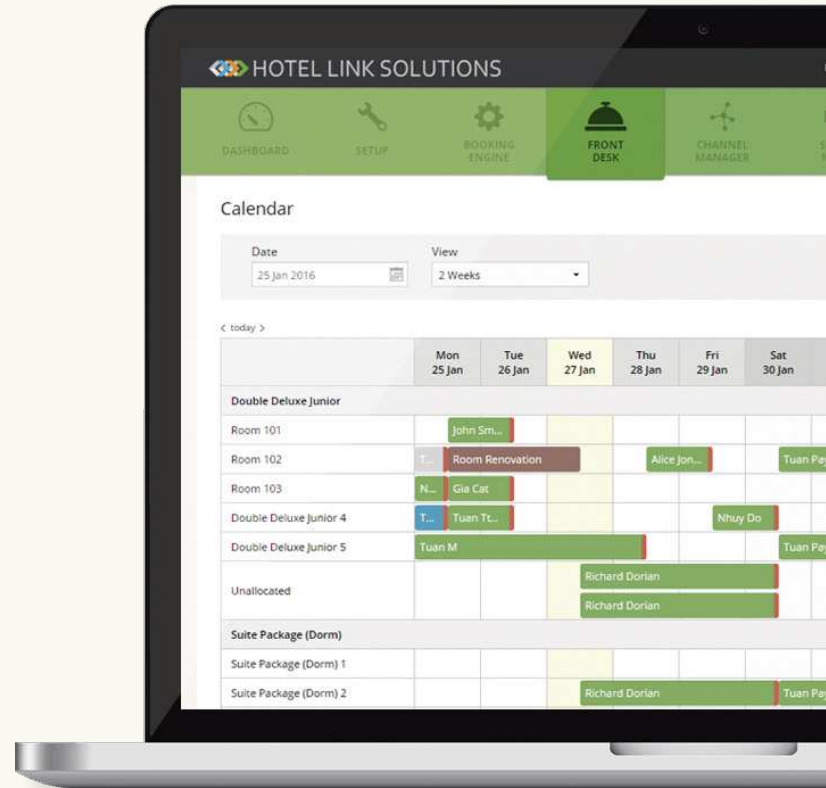 HOTEL LINK SOLUTIONS
DASHBOARD
SETUP
BOOKING
ENGINE
FRONT
DESK
CHANNEL
MANAGER
Calendar
Date
View
25 Jan 2016
2 Weeks
< today >
Mon Tue Wed Thu Fri Sat
25 Jan 26 Jan 27 Jan 28 Jan 29 Jan 30 Jan
Double Deluxe Junior
Room 101 John Sm...
Room 102 T... Room Renovation Alice Jon... Tuan Pay
Room 103 N... Gia Cat
Double Deluxe Junior 4 T... Tuan Tt... Nhuy Do
Double Deluxe Junior 5 Tuan M Tuan Pay
Richard Dorian
Unallocated
Richard Dorian
Suite Package (Dorm)
Suite Package (Dorm) 1
Suite Package (Dorm) 2 Richard Dorian Tuan Pay